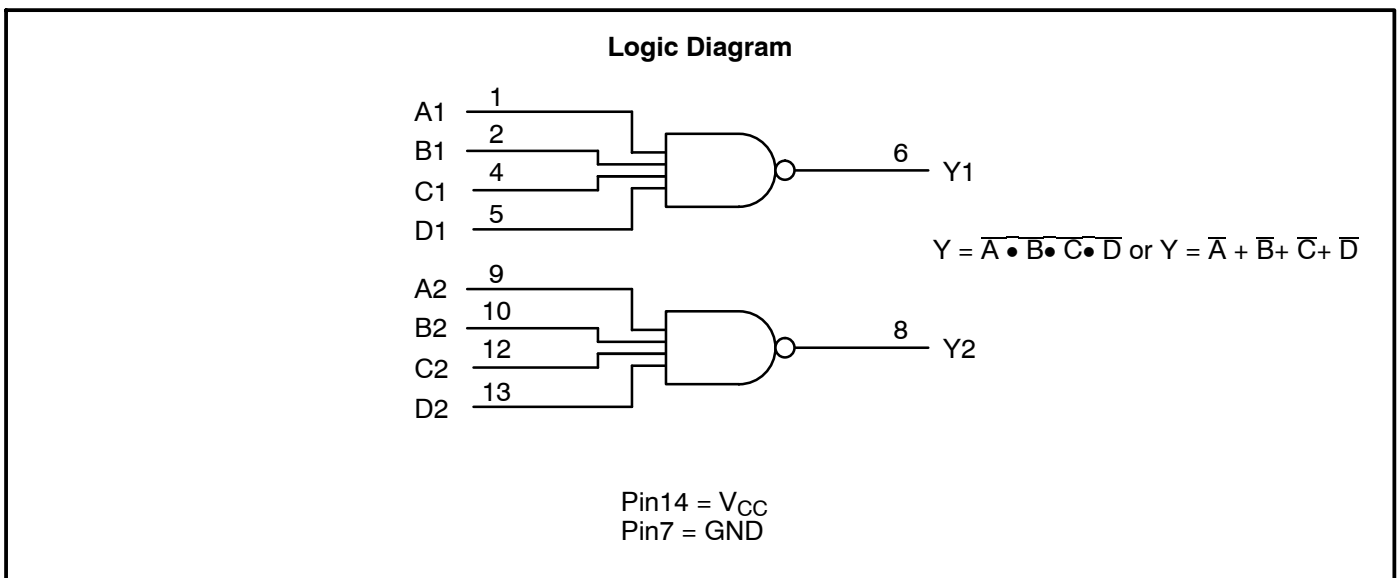 Logic Diagram
A1 1
B1 2
C1 4
D1 5
6 Y1
Y = A̅ ̅•̅ ̅B̅•̅ ̅C̅•̅ ̅D̅ or Y = A̅ + B̅+ C̅+ D̅
A2 9
B2 10
C2 12
D2 13
8 Y2
Pin14 = VCC
Pin7 = GND